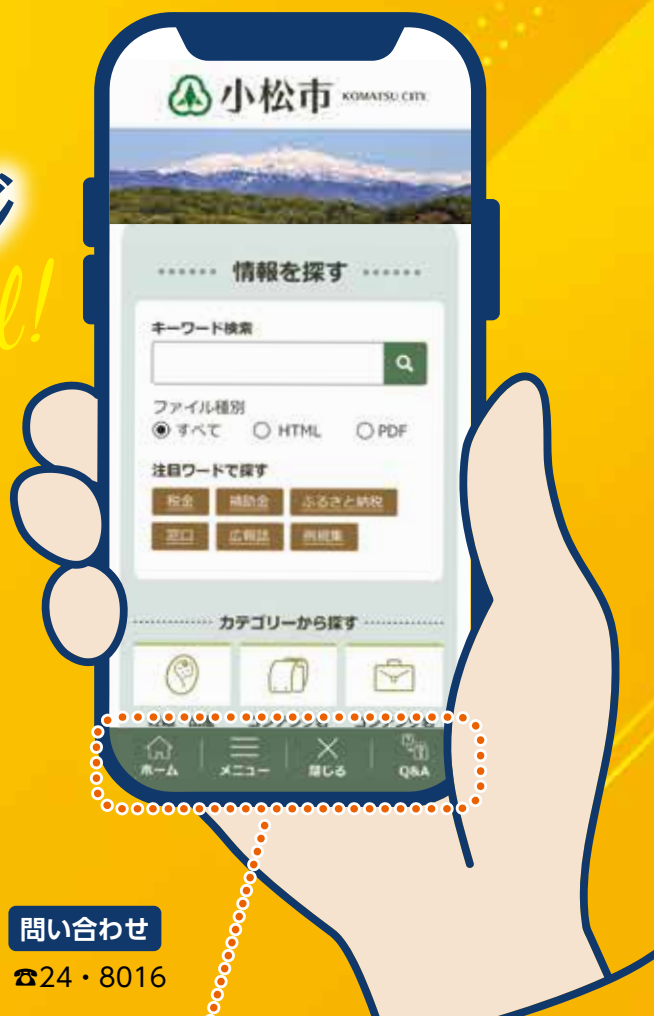 小松市 KOMATSU CITY
ジ
l!
情報を探す
キーワード検索
ファイル種別
すべて HTML PDF
注目ワードで探す
税金 補助金 ふるさと納税
窓口 広報誌 例規集
カテゴリーから探す
ホーム メニュー 閉じる Q&A
問い合わせ
☎24・8016